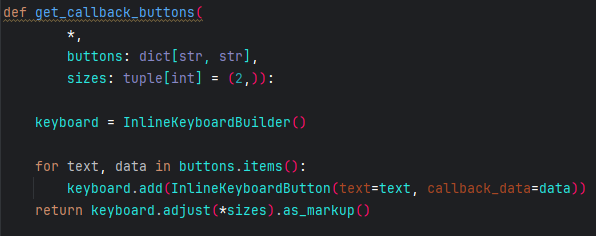 def get_callback_buttons(
        *,
        buttons: dict[str, str],
        sizes: tuple[int] = (2,)):
    keyboard = InlineKeyboardBuilder()
    for text, data in buttons.items():
        keyboard.add(InlineKeyboardButton(text=text, callback_data=data))
    return keyboard.adjust(*sizes).as_markup()